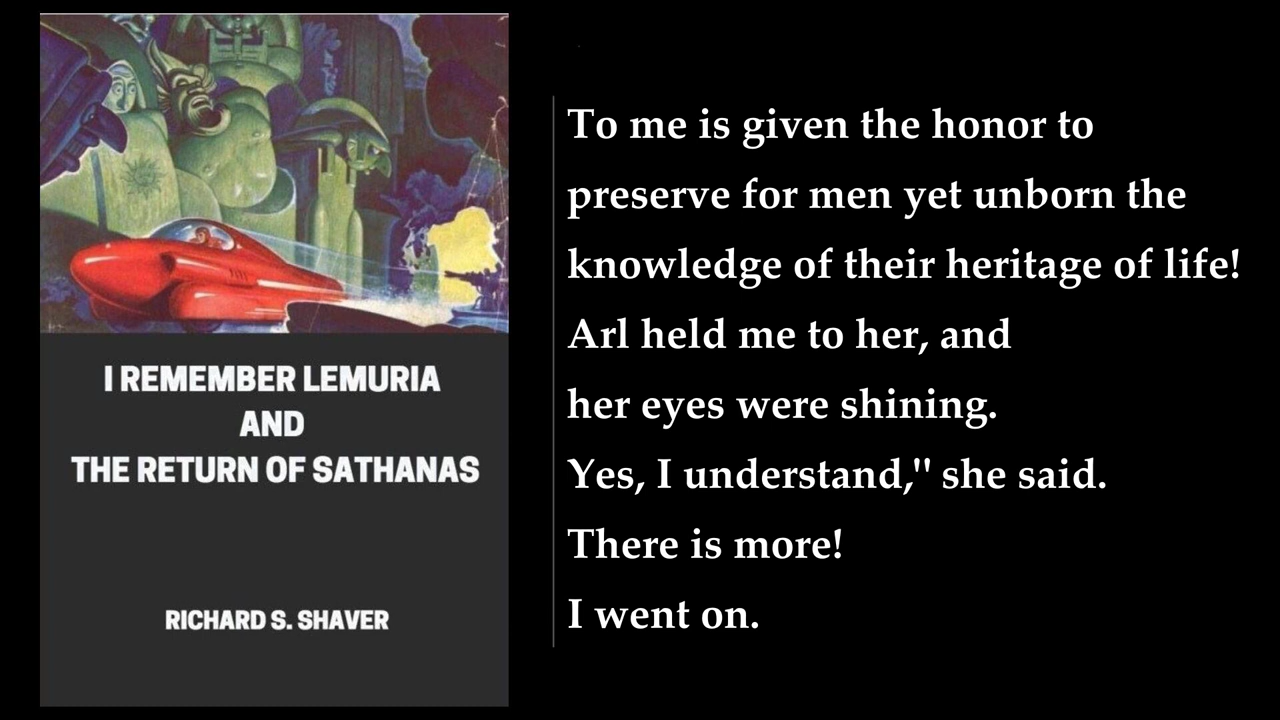 I REMEMBER LEMURIA
AND
THE RETURN OF SATHANAS
RICHARD S. SHAVER
To me is given the honor to
preserve for men yet unborn the
knowledge of their heritage of life!
Arl held me to her, and
her eyes were shining.
Yes, I understand," she said.
There is more!
I went on.